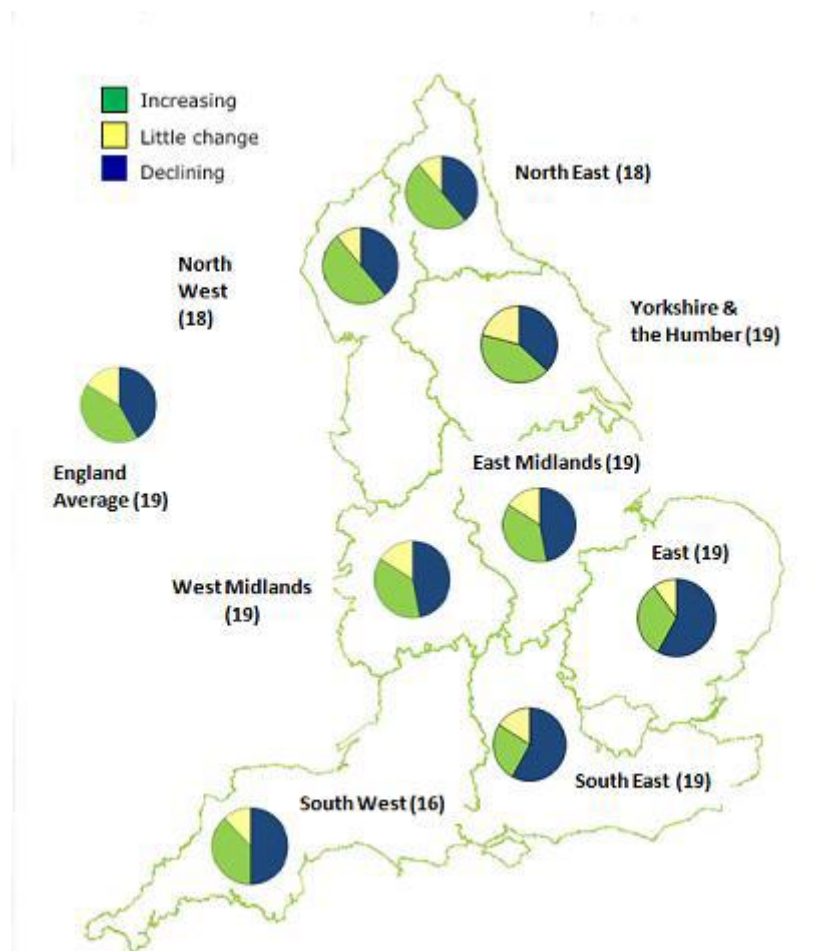 Increasing
Little change
Declining
North East (18)
North
West
(18)
Yorkshire &
the Humber (19)
England
Average (19)
East Midlands (19)
East (19)
West Midlands
(19)
South East (19)
South West (16)